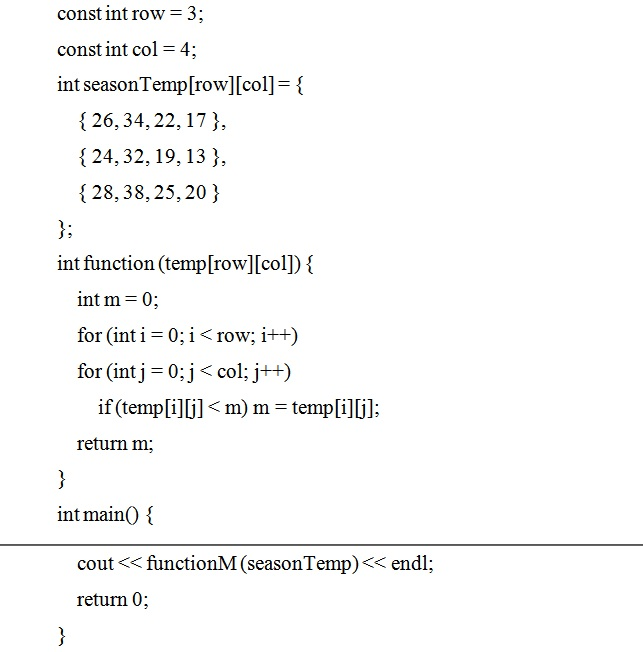 const int row = 3;
const int col = 4;
int seasonTemp[row][col] = {
{ 26, 34, 22, 17 },
{ 24, 32, 19, 13 },
{ 28, 38, 25, 20 }
};
int function (temp[row][col]) {
int m = 0;
for (int i = 0; i < row; i++)
for (int j = 0; j < col; j++)
if (temp[i][j] < m) m = temp[i][j];
return m;
}
int main() {
cout << functionM (seasonTemp) << endl;
return 0;
}